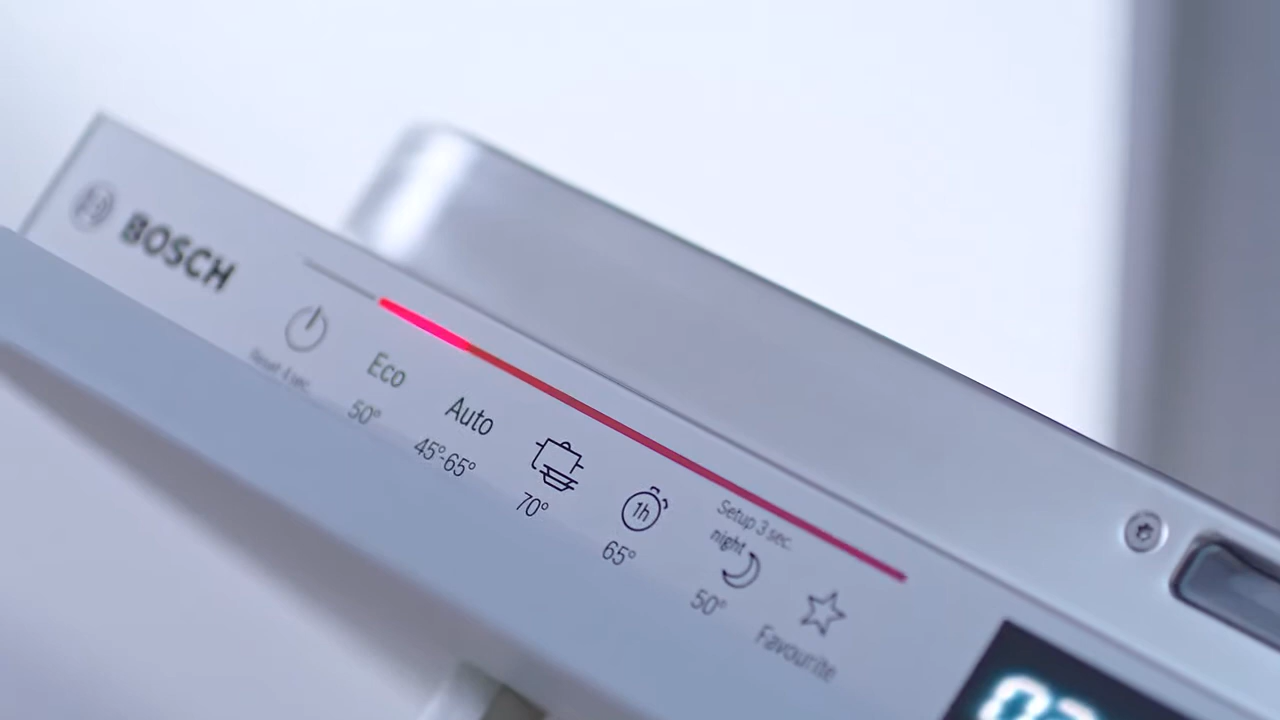 BOSCH
Reset 4 sec.
Eco
50°
Auto
45°-65°
70°
1h
65°
Setup 3 sec.
night
50°
Favourite